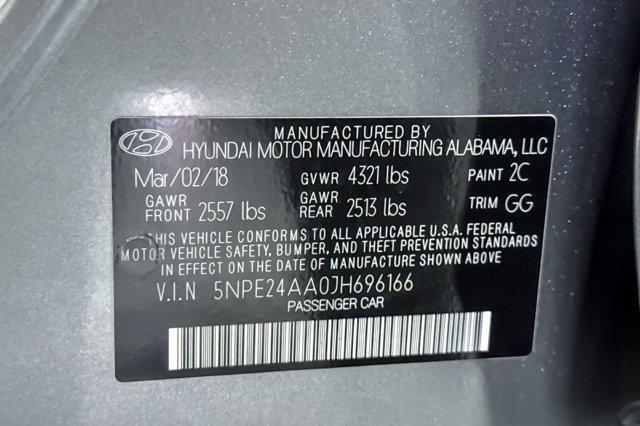 MANUFACTURED BY
HYUNDAI MOTOR MANUFACTURING ALABAMA, LLC
Mar/02/18 GVWR 4321 lbs PAINT 2C
GAWR FRONT 2557 lbs GAWR REAR 2513 lbs TRIM GG
THIS VEHICLE CONFORMS TO ALL APPLICABLE U.S.A. FEDERAL
MOTOR VEHICLE SAFETY, BUMPER, AND THEFT PREVENTION STANDARDS
IN EFFECT ON THE DATE OF MANUFACTURE SHOWN ABOVE
V.I.N 5NPE24AA0JH696166
PASSENGER CAR